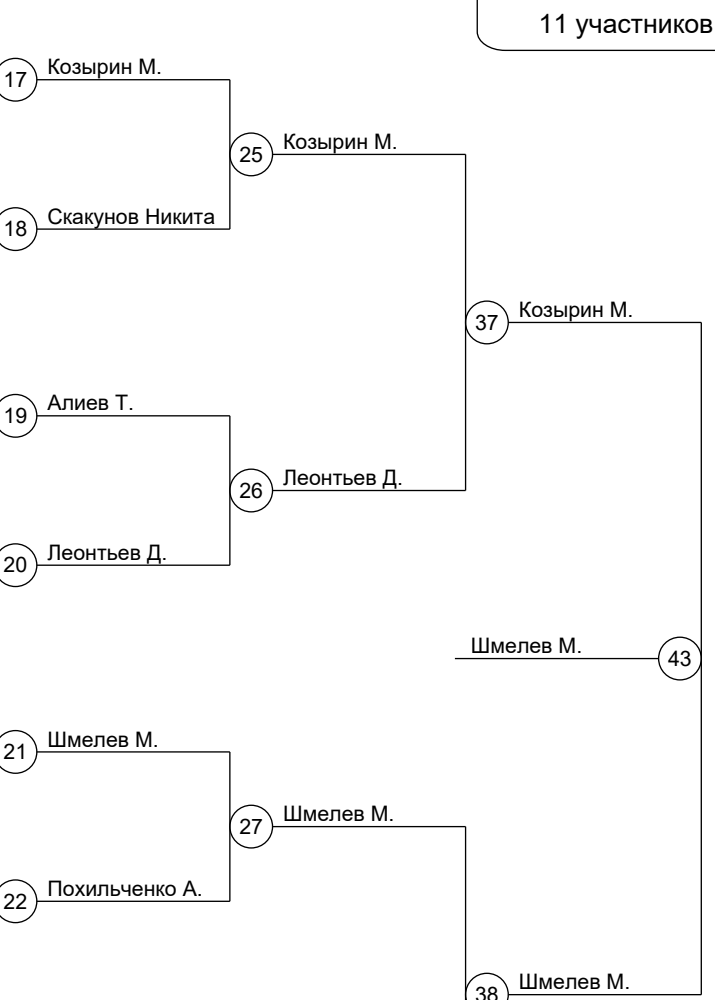 11 участников
17 Козырин М.
25 Козырин М.
18 Скакунов Никита
37 Козырин М.
19 Алиев Т.
26 Леонтьев Д.
20 Леонтьев Д.
Шмелев М. 43
21 Шмелев М.
27 Шмелев М.
22 Похильченко А.
38 Шмелев М.